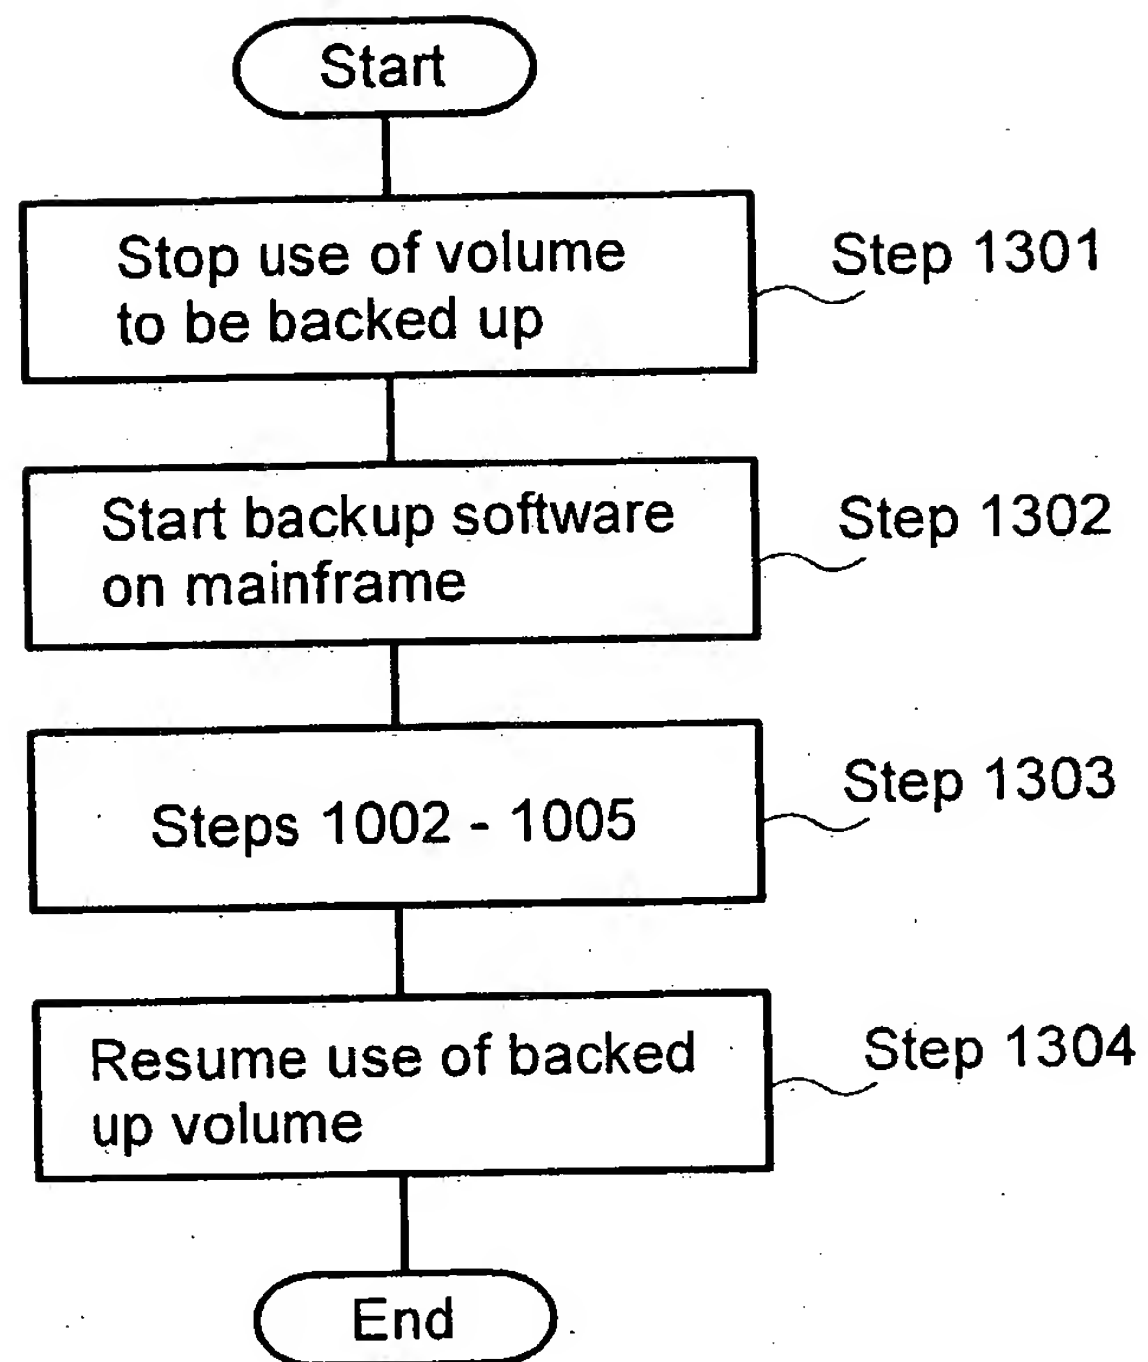 Start
Stop use of volume
to be backed up
Step 1301
Start backup software
on mainframe
Step 1302
Steps 1002 - 1005
Step 1303
Resume use of backed
up volume
Step 1304
End